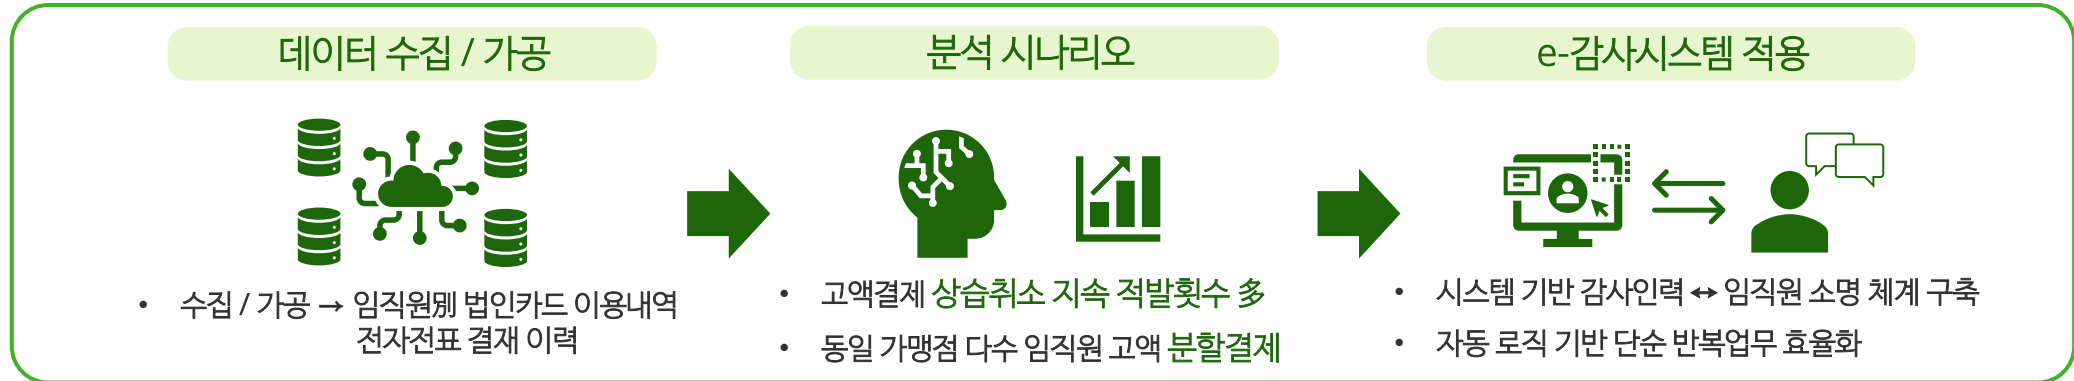 데이터 수집 / 가공
• 수집 / 가공 → 임직원別 법인카드 이용내역
전자전표 결재 이력
분석 시나리오
• 고액결제 상습취소 지속 적발횟수 多
• 동일 가맹점 다수 임직원 고액 분할결제
e-감사시스템 적용
• 시스템 기반 감사인력 ↔ 임직원 소명 체계 구축
• 자동 로직 기반 단순 반복업무 효율화